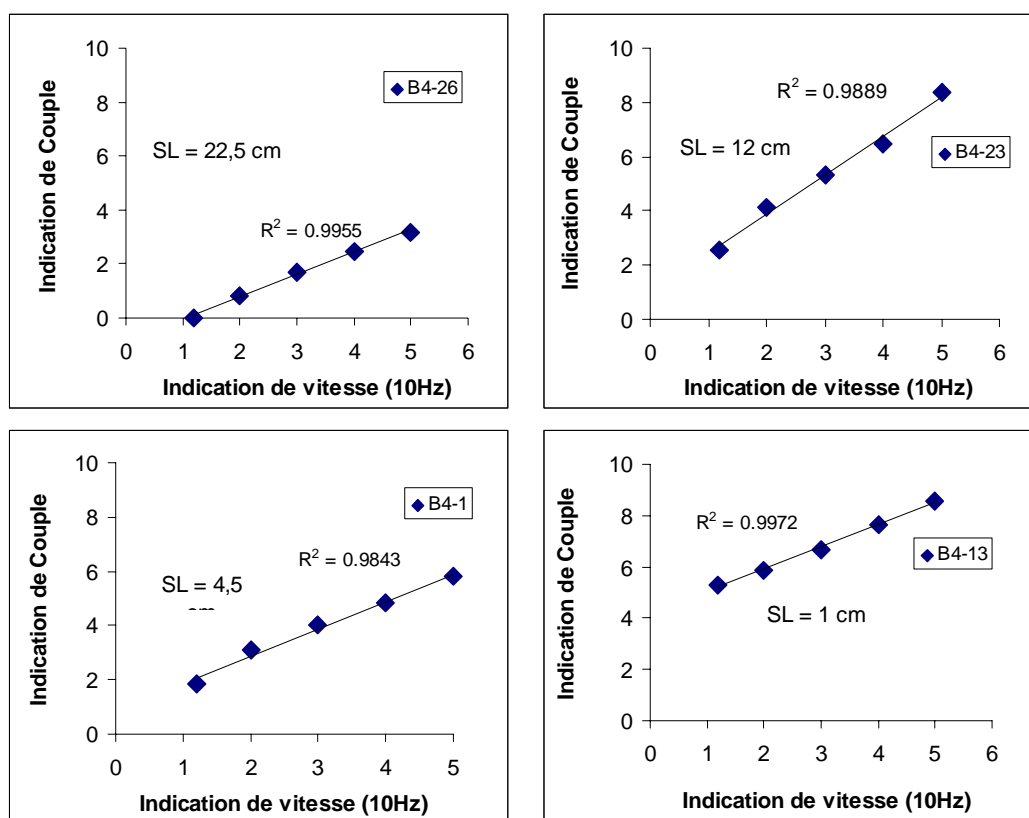 10
8
6
4
2
0
Indication de Couple
B4-26
SL = 22,5 cm
R² = 0.9955
0 1 2 3 4 5 6
Indication de vitesse (10Hz)
10
8
6
4
2
0
Indication de Couple
R² = 0.9889
SL = 12 cm
B4-23
0 1 2 3 4 5 6
Indication de vitesse (10Hz)
10
8
6
4
2
0
Indication de Couple
B4-1
R² = 0.9843
SL = 4,5
0 1 2 3 4 5
Indication de vitesse (10Hz)
10
8
6
4
2
0
Indication de Couple
R² = 0.9972
B4-13
SL = 1 cm
0 1 2 3 4 5 6
Indication de vitesse (10Hz)